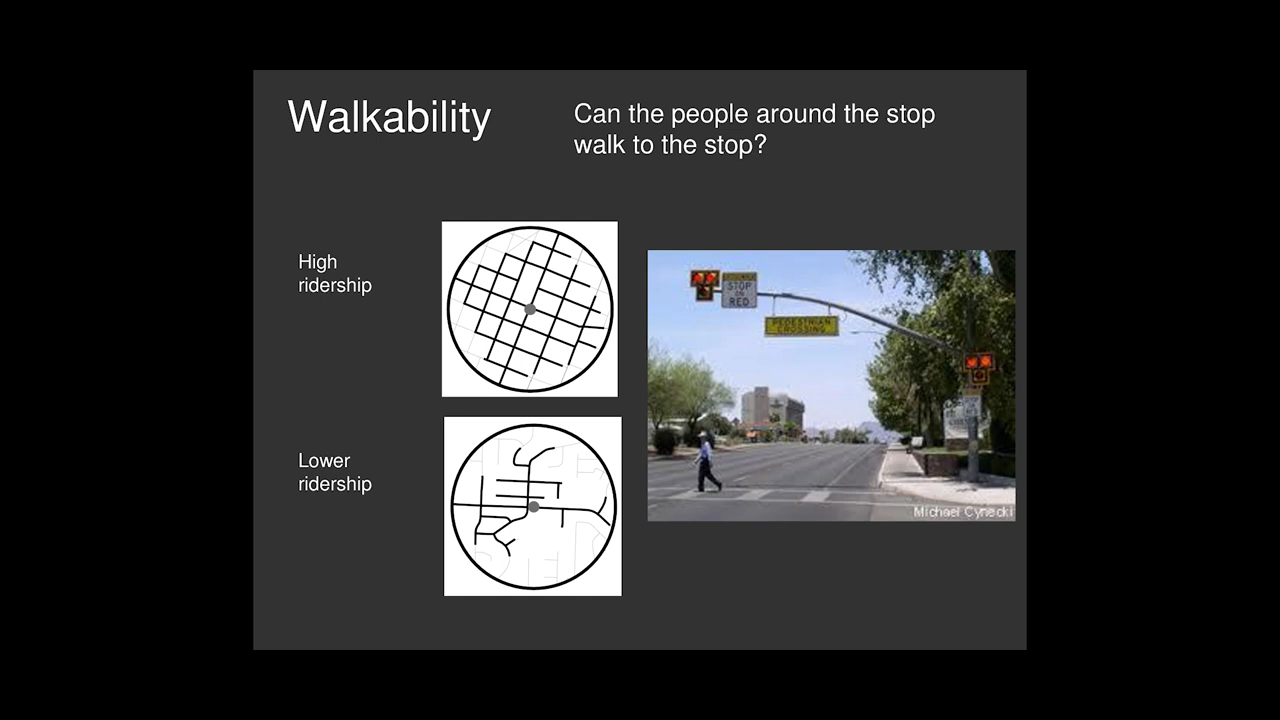 Walkability
Can the people around the stop
walk to the stop?
High
ridership
Lower
ridership
STOP
ON
RED
PEDESTRIAN
CROSSING
Michael Cynecki